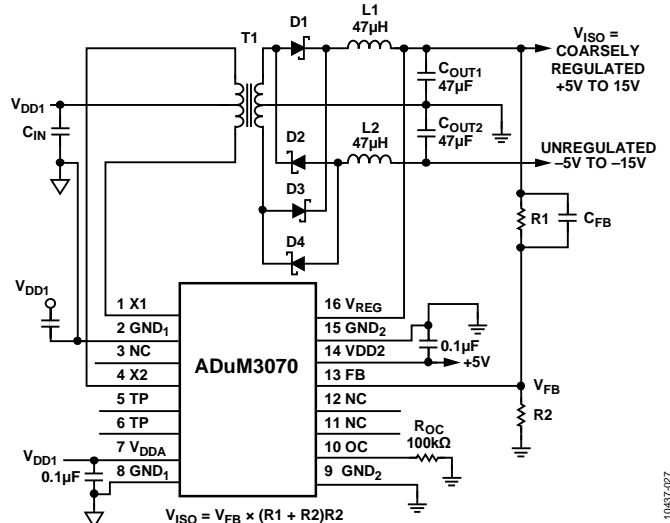 T1
D1
L1
47µH
V_ISO =
COARSELY
REGULATED
+5V TO 15V
C_OUT1
47µF
V_DD1
C_IN
D2
L2
47µH
C_OUT2
47µF
UNREGULATED
–5V TO –15V
D3
D4
R1
C_FB
V_DD1
1 X1
2 GND_1
3 NC
4 X2
5 TP
6 TP
7 V_DDA
8 GND_1
ADuM3070
16 V_REG
15 GND_2
14 VDD2
13 FB
12 NC
11 NC
10 OC
9 GND_2
0.1µF
+5V
V_FB
R2
R_OC
100kΩ
V_DD1
0.1µF
V_ISO = V_FB × (R1 + R2)R2
10437-027